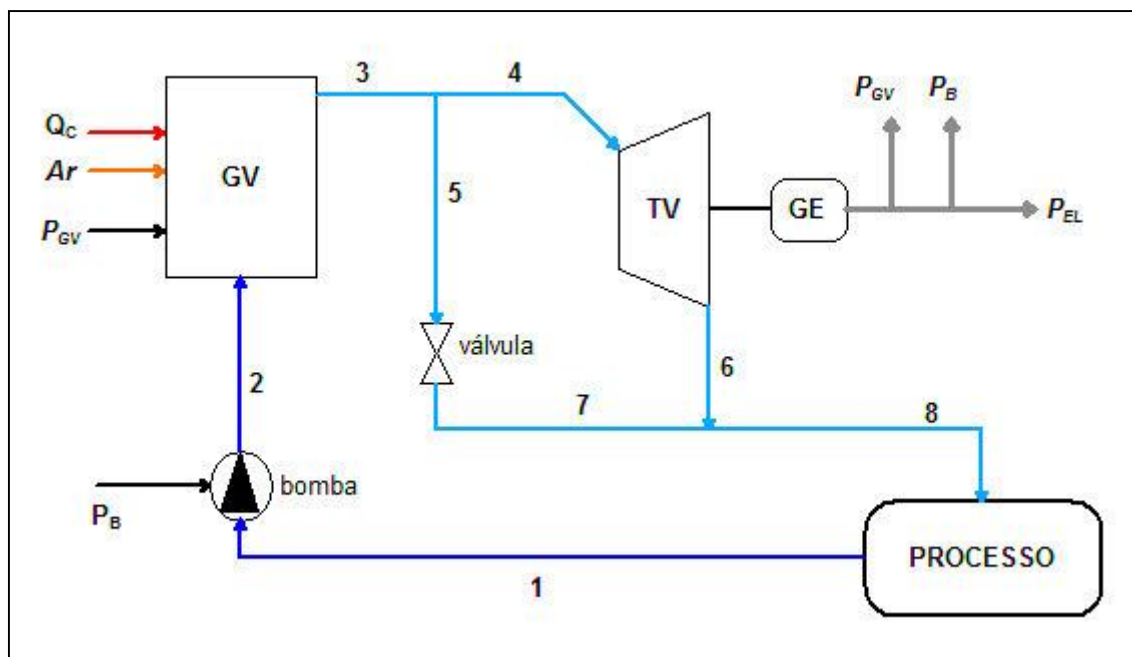 3
4
P_GV
P_B
Q_C
Ar
GV
5
TV
GE
P_EL
P_GV
válvula
6
2
7
8
bomba
P_B
PROCESSO
1